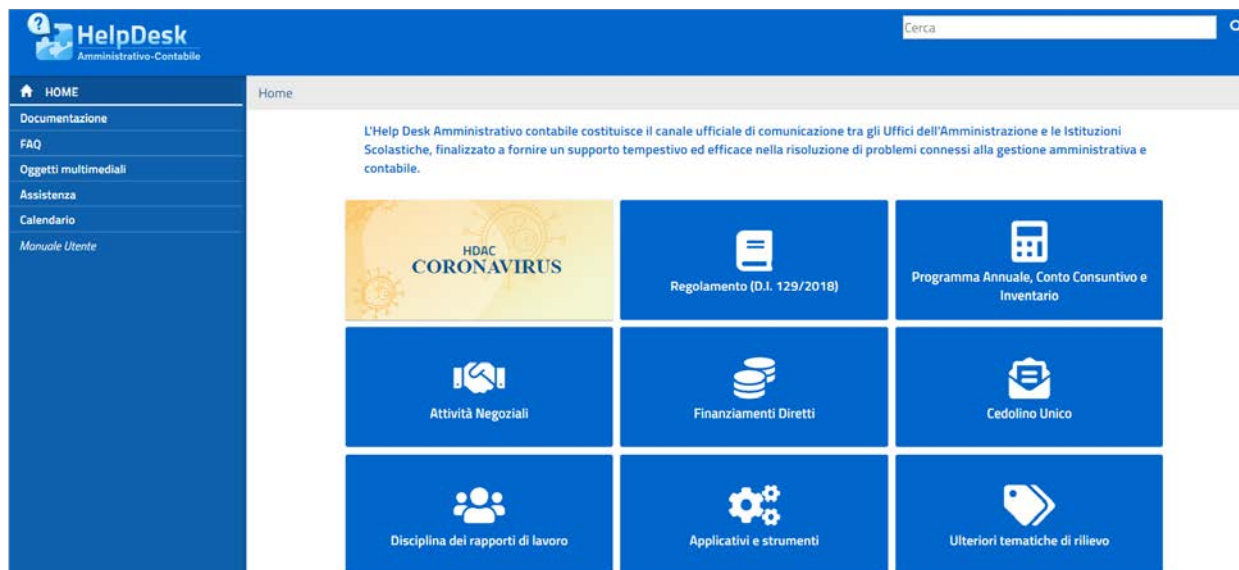 HelpDesk
Amministrativo-Contabile
Cerca
HOME
Documentazione
FAQ
Oggetti multimediali
Assistenza
Calendario
Manuale Utente
Home
L'Help Desk Amministrativo contabile costituisce il canale ufficiale di comunicazione tra gli Uffici dell'Amministrazione e le Istituzioni
Scolastiche, finalizzato a fornire un supporto tempestivo ed efficace nella risoluzione di problemi connessi alla gestione amministrativa e
contabile.
HDAC
CORONAVIRUS
Regolamento (D.I. 129/2018)
Programma Annuale, Conto Consuntivo e
Inventario
Attività Negoziali
Finanziamenti Diretti
Cedolino Unico
Disciplina dei rapporti di lavoro
Applicativi e strumenti
Ulteriori tematiche di rilievo